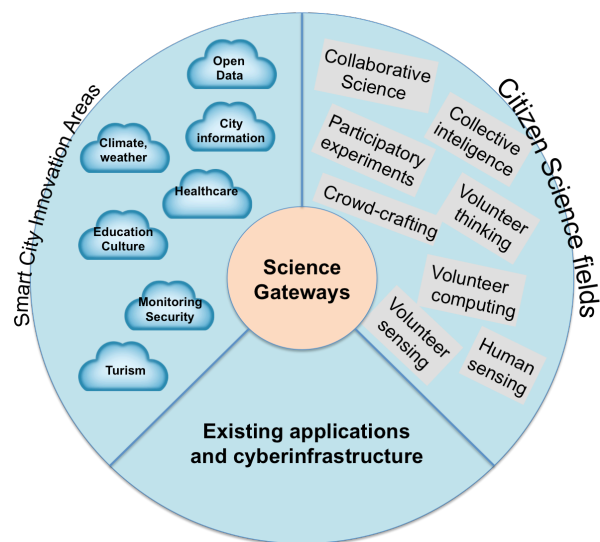 Smart City Innovation Areas
Open
Data
City
information
Climate,
weather
Healthcare
Education
Culture
Monitoring
Security
Turism
Citizen Science fields
Collaborative
Science
Collective
inteligence
Participatory
experiments
Crowd-crafting
Volunteer
thinking
Volunteer
computing
Volunteer
sensing
Human
sensing
Science
Gateways
Existing applications
and cyberinfrastructure